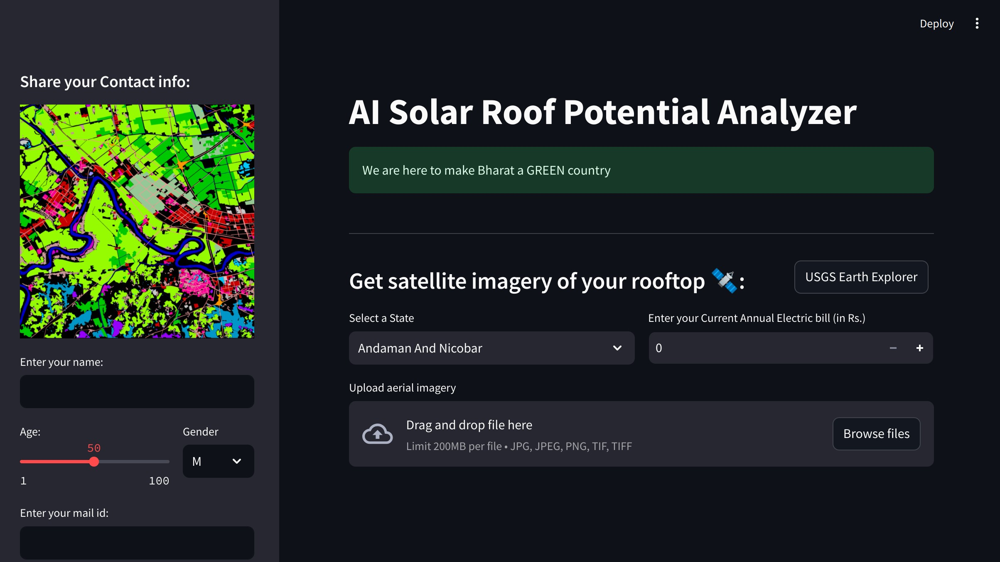 Deploy
Share your Contact info:
Enter your name:
Age:
Gender
50
M
1
100
Enter your mail id:
AI Solar Roof Potential Analyzer
We are here to make Bharat a GREEN country
Get satellite imagery of your rooftop 🛰️:
USGS Earth Explorer
Select a State
Enter your Current Annual Electric bill (in Rs.)
Andaman And Nicobar
0
Upload aerial imagery
Drag and drop file here
Limit 200MB per file • JPG, JPEG, PNG, TIF, TIFF
Browse files